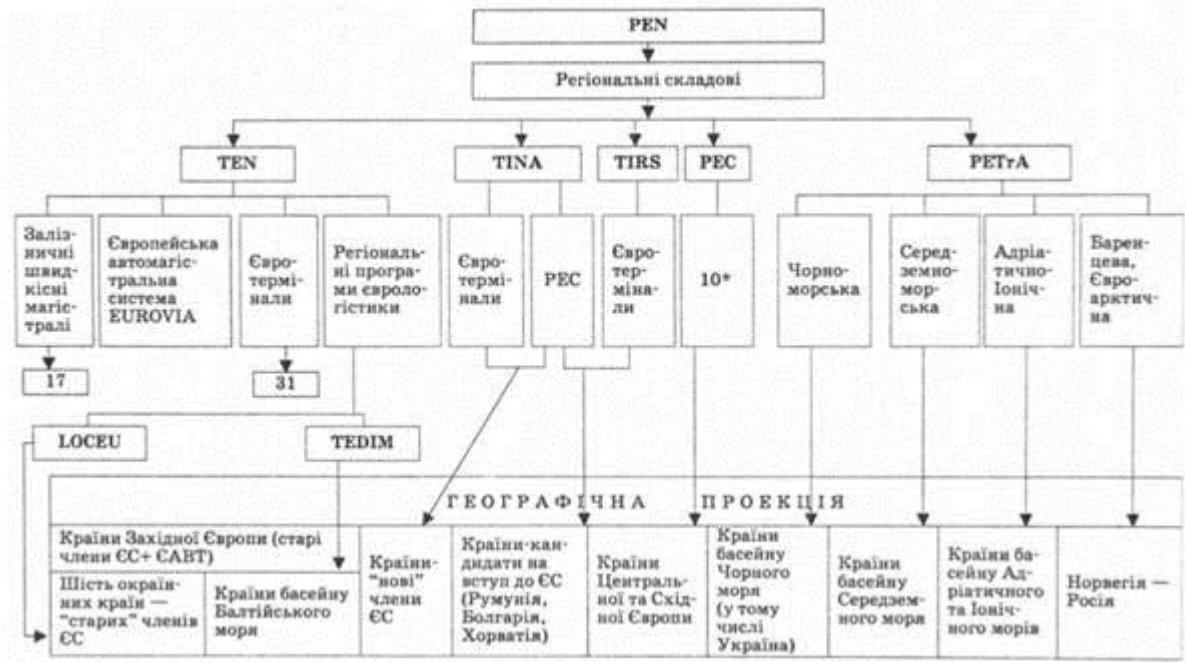 PEN
Регіональні складові
TEN
TINA
TIRS
PEC
PETrA
Заліз-
ничні
швид-
кісні
магіс-
тралі
Європейська
автомагіс-
тральна
система
EUROVIA
Євро-
терміна-
нали
Регіональ-
ні програ-
ми євроло-
гістики
Євро-
термі-
нали
PEC
Євро-
тер-
міна-
ли
10*
Чорно-
морська
Серед-
земно-
мор-
ська
Адріа-
тично-
Іоніч-
на
Барен-
цева,
Євро-
арктич-
на
17
31
LOCEU
TEDIM
ГЕОГРАФІЧНА ПРОЕКЦІЯ
Країни Західної Європи (старі
члени ЄС+ ЄАВТ)
Шість окраїн-
них країн —
"старих" членів
ЄС
Країни басейну
Балтійського
моря
Країни-
"нові"
члени
ЄС
Країни-кан-
дидати на
вступ до ЄС
(Румунія,
Болгарія,
Хорватія)
Країни
Централь-
ної та Схід-
ної Європи
Країни
басейну
Чорного
моря
(у тому
числі
Україна)
Країни
басейну
Середзем-
ного моря
Країни ба-
сейну Ад-
ріатичного
та Іоніч-
ного морів
Норвегія —
Росія